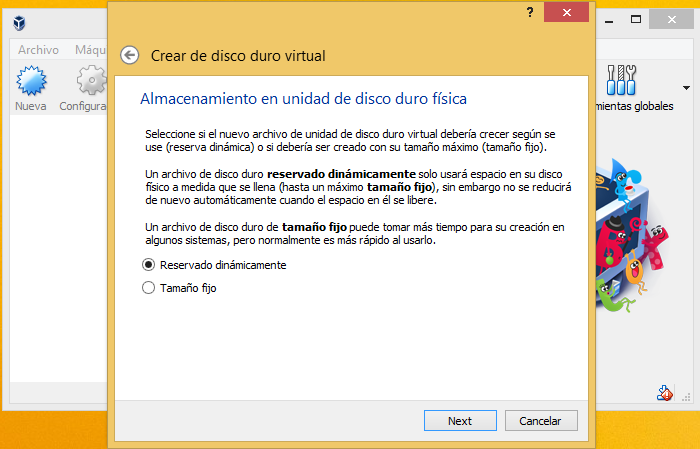 ?
Crear de disco duro virtual
Archivo
Nueva
Almacenamiento en unidad de disco duro física
Seleccione si el nuevo archivo de unidad de disco duro virtual debería crecer según se
use (reserva dinámica) o si debería ser creado con su tamaño máximo (tamaño fijo).
Un archivo de disco duro reservado dinámicamente solo usará espacio en su disco
físico a medida que se llena (hasta un máximo tamaño fijo), sin embargo no se reducirá
de nuevo automáticamente cuando el espacio en él se libere.
Un archivo de disco duro de tamaño fijo puede tomar más tiempo para su creación en
algunos sistemas, pero normalmente es más rápido al usarlo.
Reservado dinámicamente
Tamaño fijo
Next
Cancelar
globales